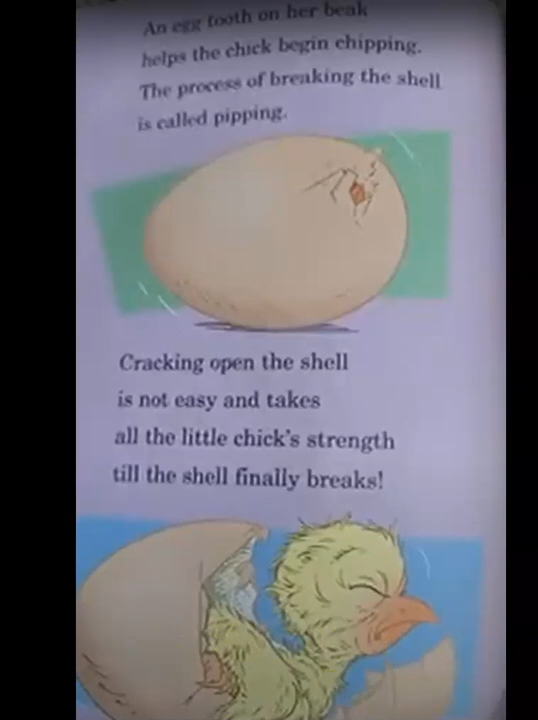 An egg tooth on her beak
helps the chick begin chipping.
The process of breaking the shell
is called pipping.
Cracking open the shell
is not easy and takes
all the little chick's strength
till the shell finally breaks!